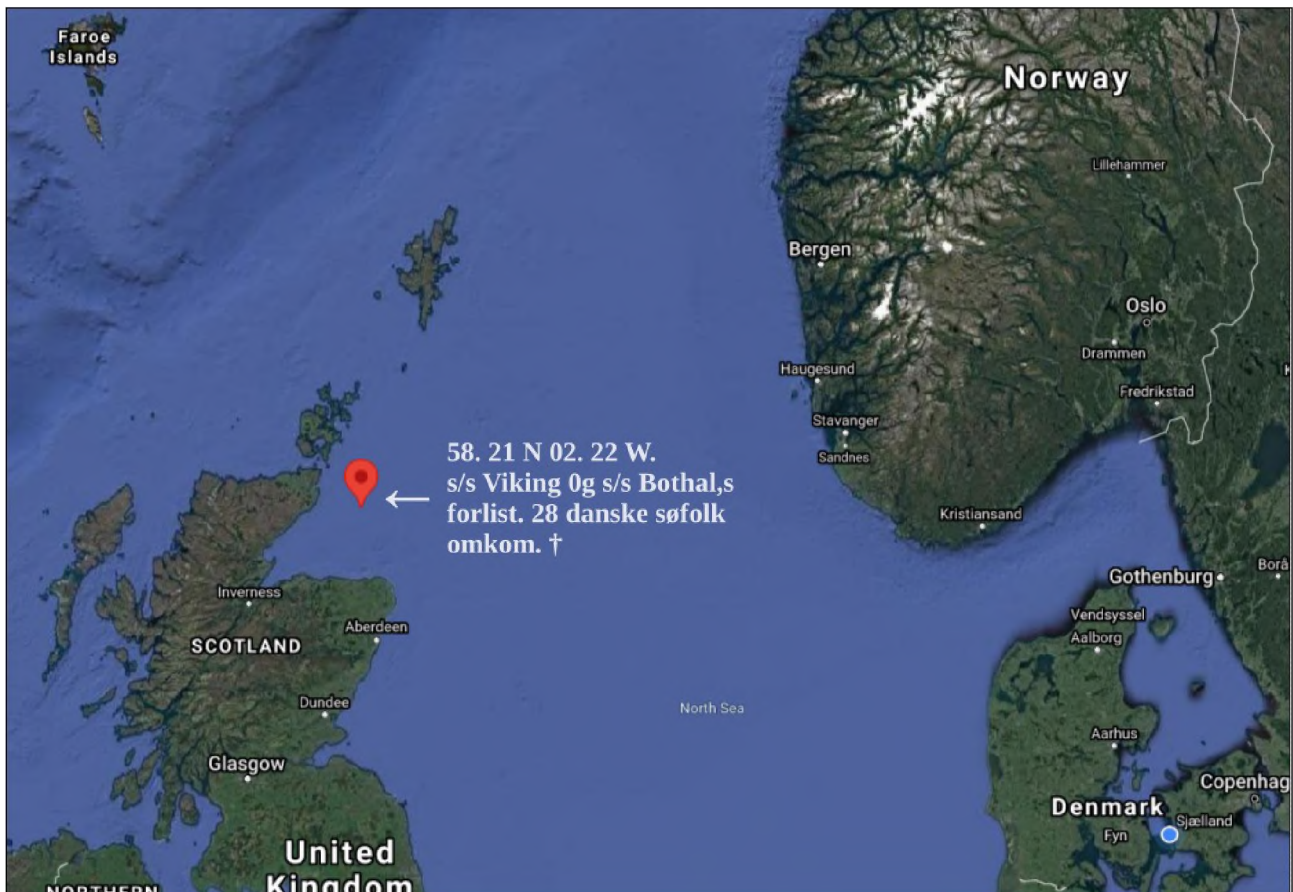 Faroe
Islands
Norway
Lillehammer
Bergen
Oslo
Drammen
Haugesund
Fredrikstad
Stavanger
58. 21 N 02. 22 W.
s/s Viking 0g s/s Bothal,s
forlist. 28 danske søfolk
omkom. †
Sandnes
Kristiansand
Gothenburg
Borå
Inverness
Vendsyssel
Aberdeen
Aalborg
SCOTLAND
Dundee
North Sea
Aarhus
Glasgow
Copenhag
Denmark
Sjælland
Fyn
United
Kingdom
NORTHERN